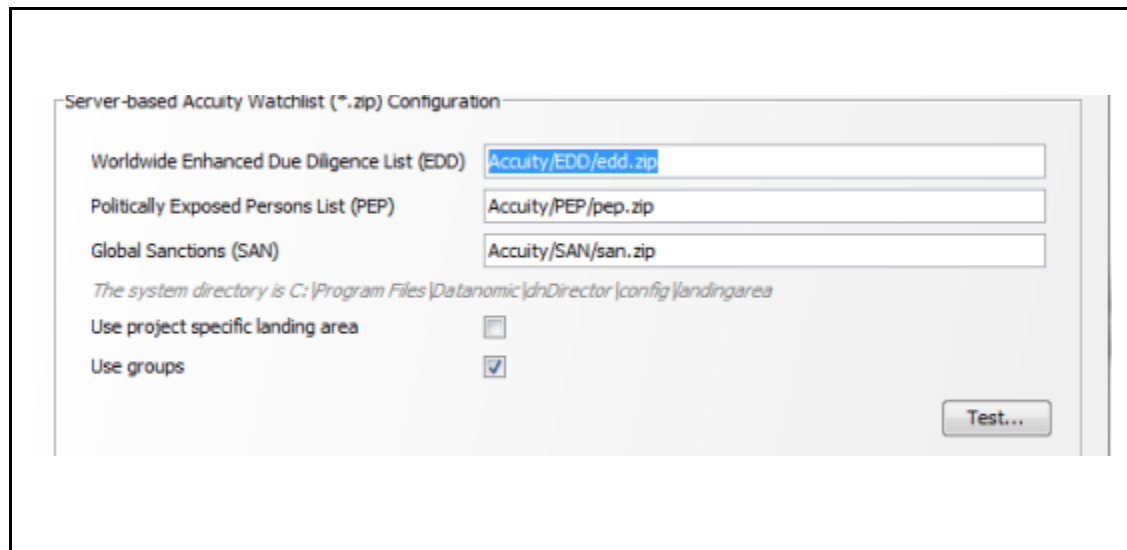 Server-based Accuity Watchlist (*.zip) Configuration
Worldwide Enhanced Due Diligence List (EDD) Accuity/EDD/edd.zip
Politically Exposed Persons List (PEP) Accuity/PEP/pep.zip
Global Sanctions (SAN) Accuity/SAN/san.zip
The system directory is C:\Program Files\Datanomic\dnDirector\config\landingarea
Use project specific landing area
Use groups
Test...